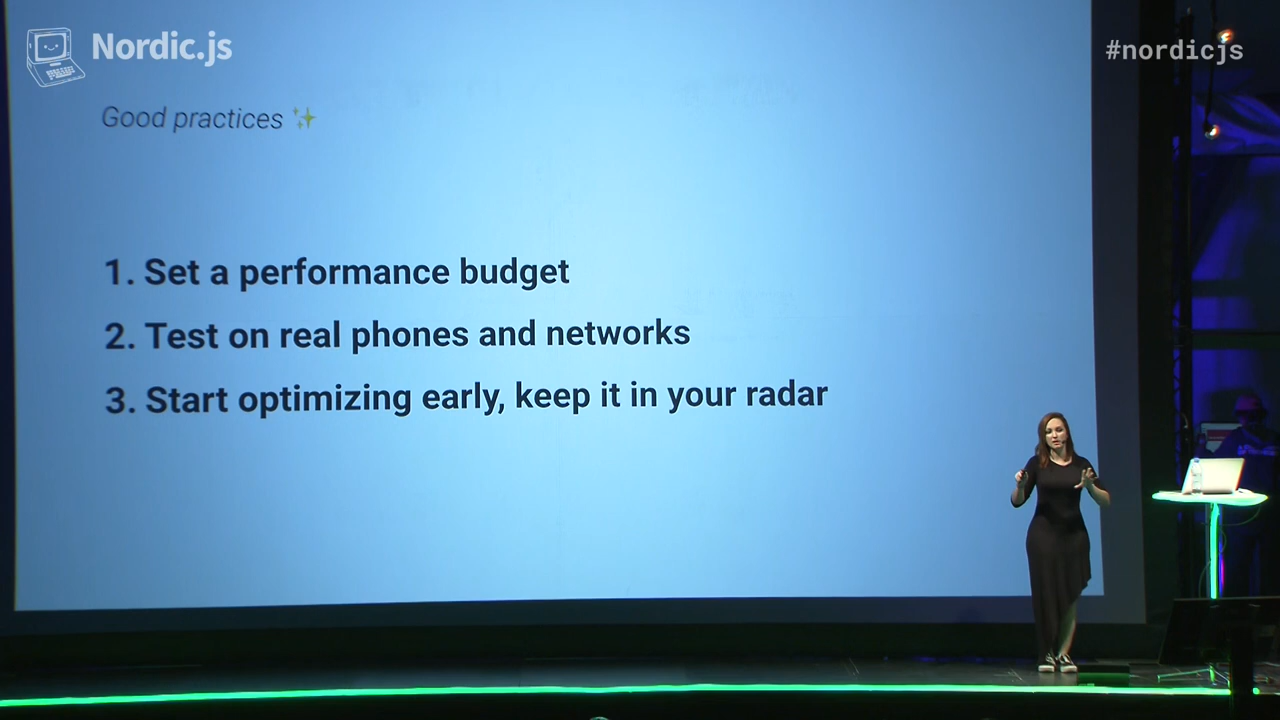 Nordic.js
#nordicjs
Good practices ✨
1. Set a performance budget
2. Test on real phones and networks
3. Start optimizing early, keep it in your radar